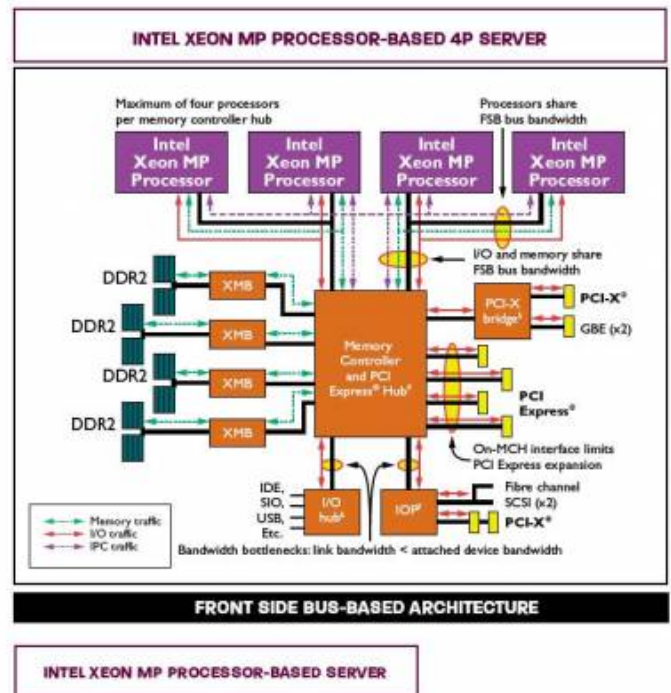 INTEL XEON MP PROCESSOR-BASED 4P SERVER
Maximum of four processors
per memory controller hub
Processors share
FSB bus bandwidth
Intel
Xeon MP
Processor
Intel
Xeon MP
Processor
Intel
Xeon MP
Processor
Intel
Xeon MP
Processor
I/O and memory share
FSB bus bandwidth
DDR2
XMB
DDR2
XMB
DDR2
XMB
DDR2
XMB
Memory
Controller
and PCI
Express® Hub
PCI-X
bridge
PCI-X®
GBE (x2)
PCI
Express®
On-MCH interface limits
PCI Express expansion
IDE,
SIO,
USB,
Etc.
I/O
hub
IOP
Fibre channel
SCSI (x2)
PCI-X®
Memory traffic
I/O traffic
IPC traffic
Bandwidth bottlenecks: link bandwidth < attached device bandwidth
FRONT SIDE BUS-BASED ARCHITECTURE
INTEL XEON MP PROCESSOR-BASED SERVER